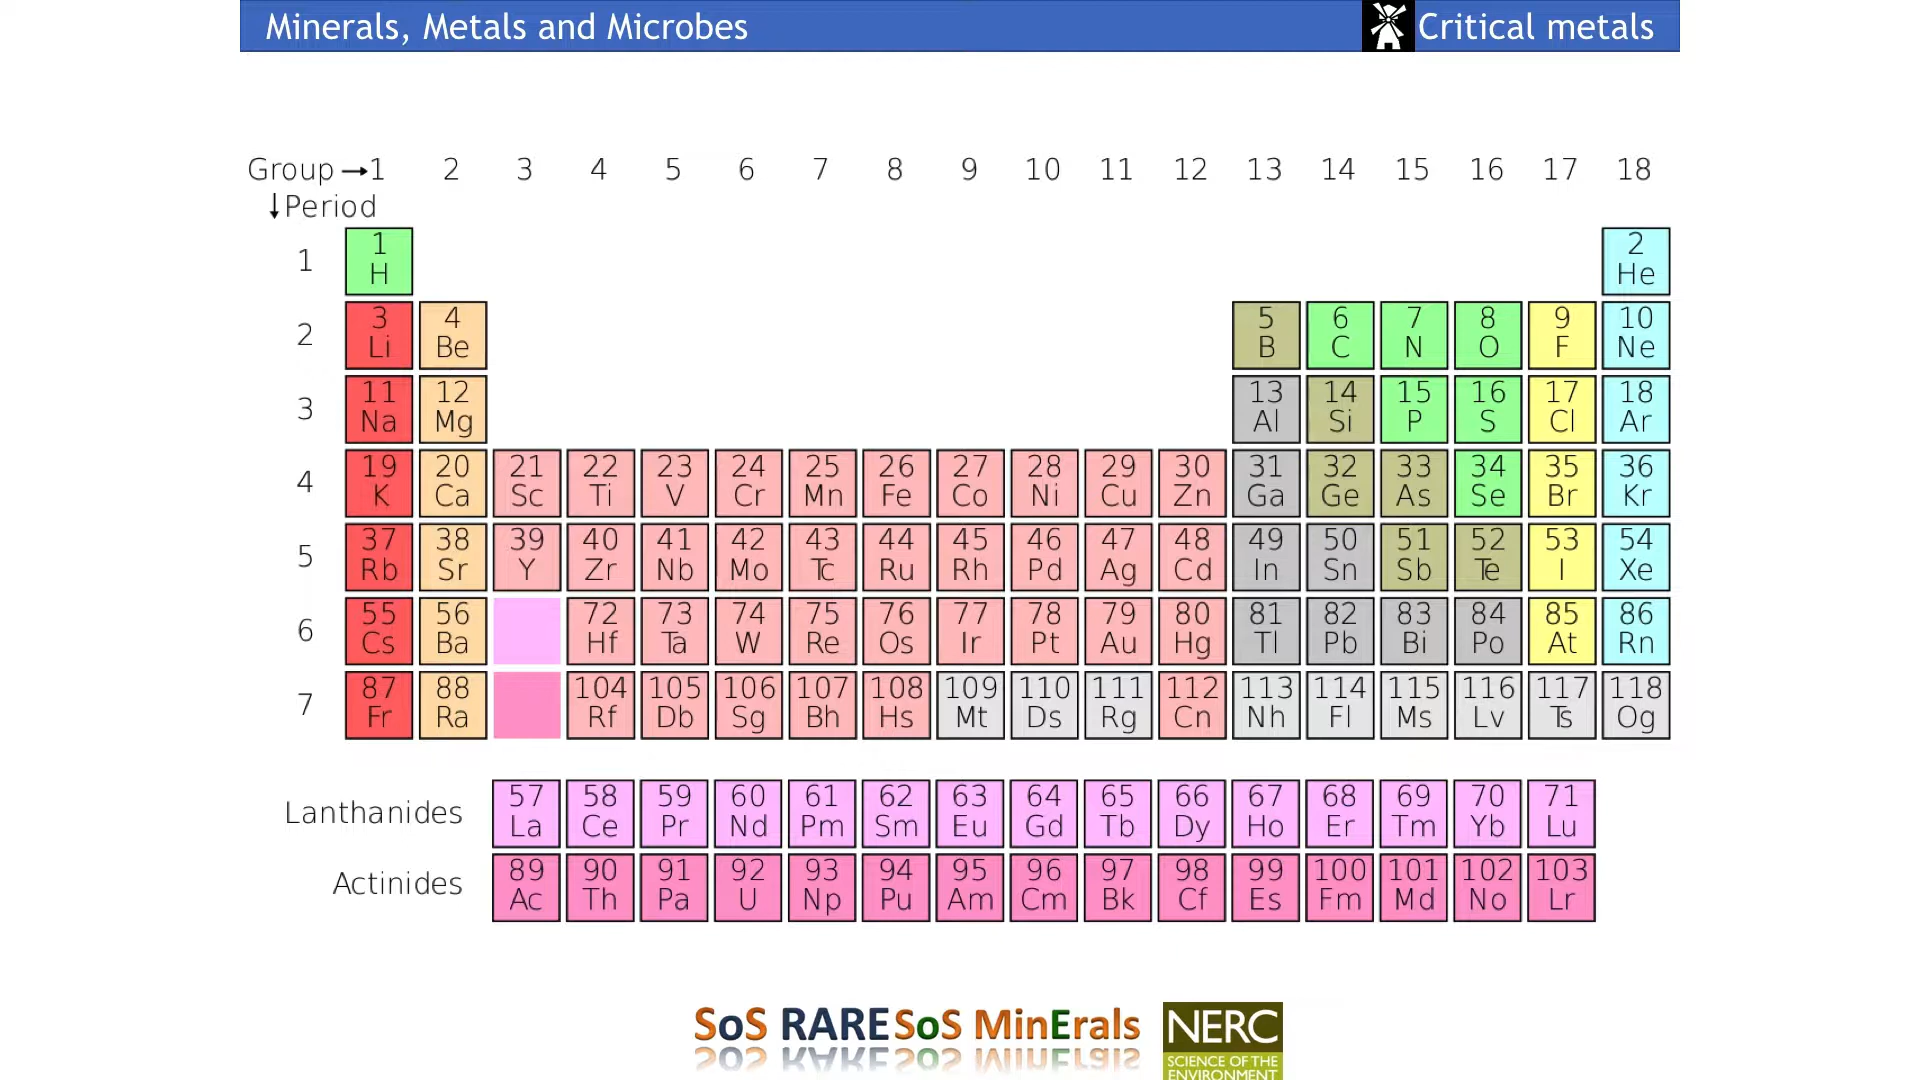 Minerals, Metals and Microbes
Critical metals
Group →1 2 3 4 5 6 7 8 9 10 11 12 13 14 15 16 17 18
↓Period
1
1 2
H He
2
3 4 5 6 7 8 9 10
Li Be B C N O F Ne
3
11 12 13 14 15 16 17 18
Na Mg Al Si P S Cl Ar
4
19 20 21 22 23 24 25 26 27 28 29 30 31 32 33 34 35 36
K Ca Sc Ti V Cr Mn Fe Co Ni Cu Zn Ga Ge As Se Br Kr
5
37 38 39 40 41 42 43 44 45 46 47 48 49 50 51 52 53 54
Rb Sr Y Zr Nb Mo Tc Ru Rh Pd Ag Cd In Sn Sb Te I Xe
6
55 56 72 73 74 75 76 77 78 79 80 81 82 83 84 85 86
Cs Ba Hf Ta W Re Os Ir Pt Au Hg Tl Pb Bi Po At Rn
7
87 88 104 105 106 107 108 109 110 111 112 113 114 115 116 117 118
Fr Ra Rf Db Sg Bh Hs Mt Ds Rg Cn Nh Fl Ms Lv Ts Og
Lanthanides
57 58 59 60 61 62 63 64 65 66 67 68 69 70 71
La Ce Pr Nd Pm Sm Eu Gd Tb Dy Ho Er Tm Yb Lu
Actinides
89 90 91 92 93 94 95 96 97 98 99 100 101 102 103
Ac Th Pa U Np Pu Am Cm Bk Cf Es Fm Md No Lr
SoS RARE SoS MinErals
NERC
SCIENCE OF THE
ENVIRONMENT